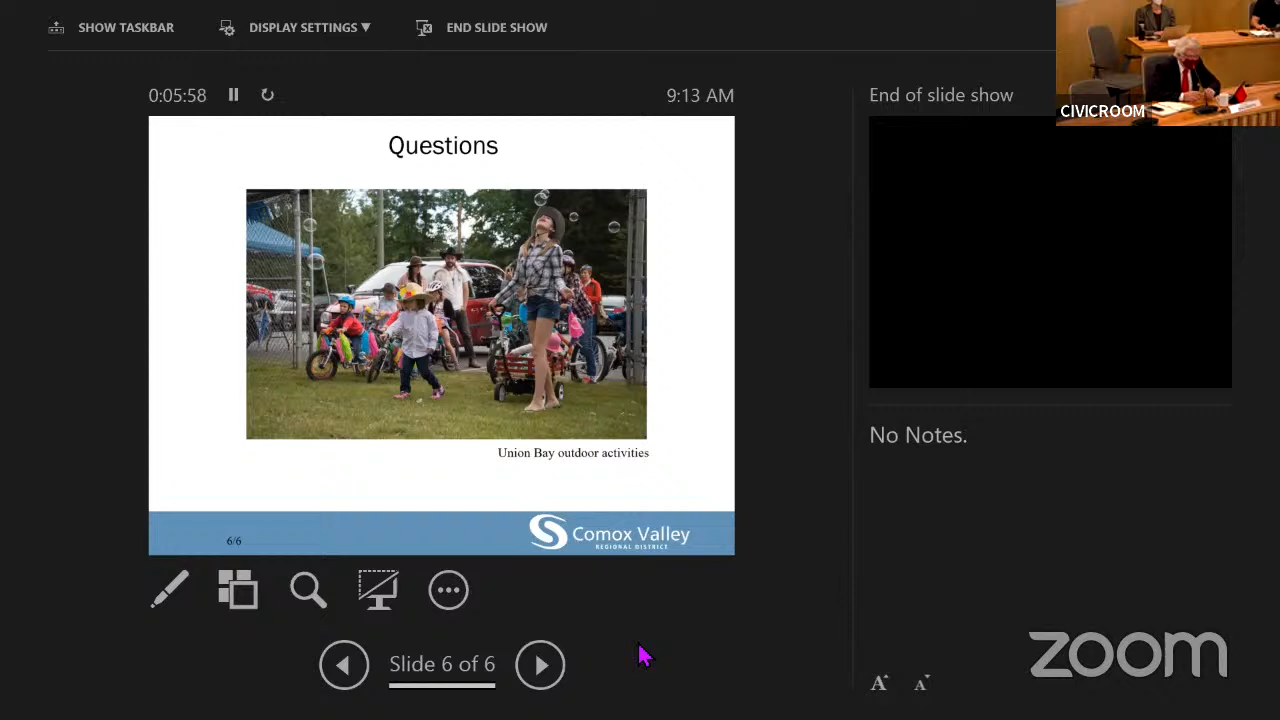 SHOW TASKBAR
DISPLAY SETTINGS ▼
END SLIDE SHOW
CIVICROOM
0:05:58
9:13 AM
End of slide show
Questions
Union Bay outdoor activities
6/6
Comox Valley
REGIONAL DISTRICT
No Notes.
Slide 6 of 6
A A
zoom